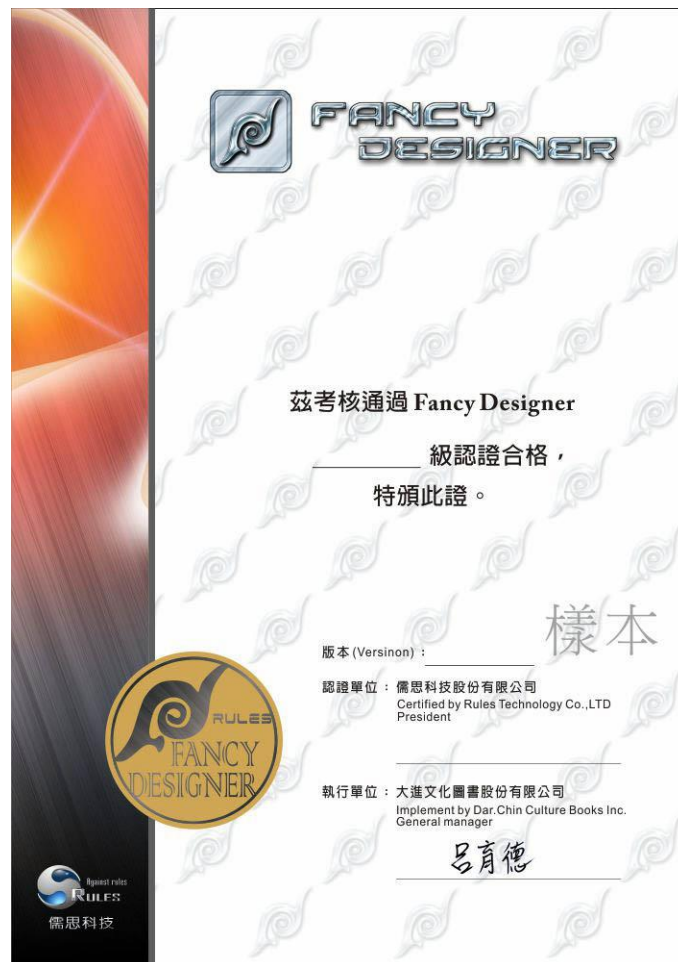 FANCY
DESIGNER
茲考核通過 Fancy Designer
________ 級認證合格，
特頒此證。
樣本
版本(Versinon)：
認證單位：儒思科技股份有限公司
Certified by Rules Technology Co.,LTD
President
執行單位：大進文化圖書股份有限公司
Implement by Dar.Chin Culture Books Inc.
General manager
呂育德
RULES
FANCY
DESIGNER
Against rules
RULES
儒思科技